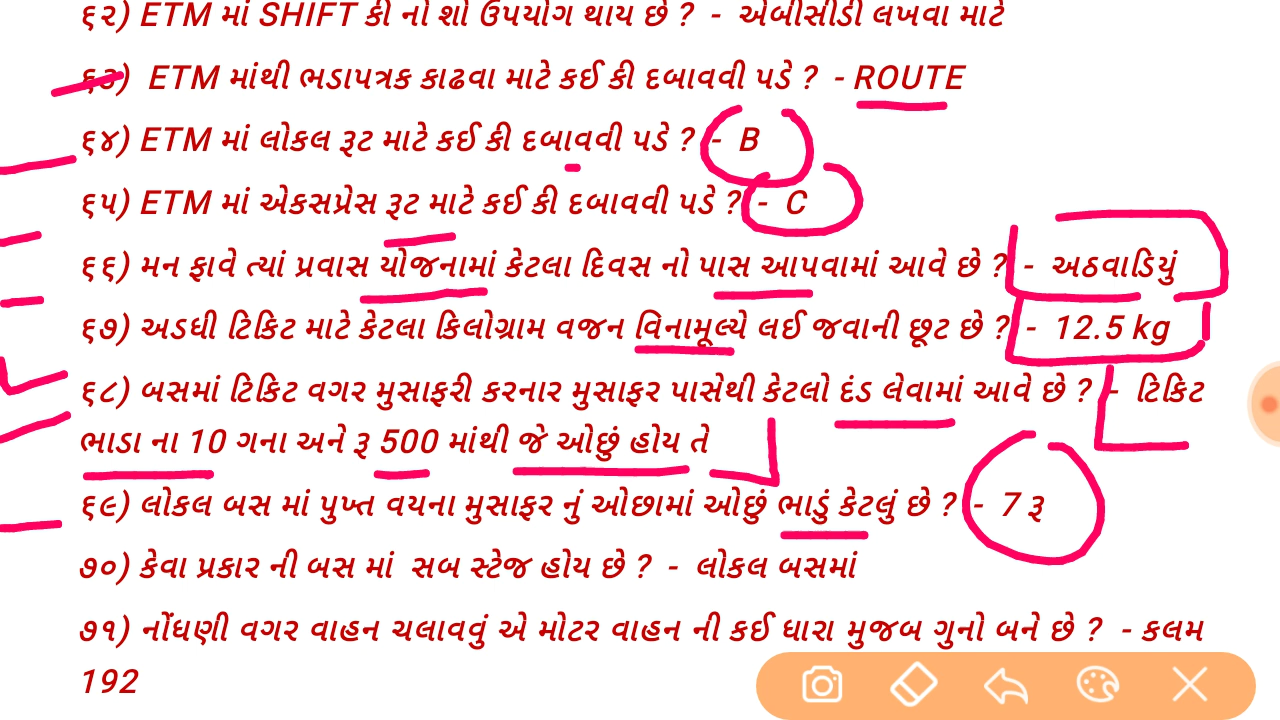 ૬૨) ETM માં SHIFT કી નો શો ઉપયોગ થાય છે ? - એબીસીડી લખવા માટે
૬૩) ETM માંથી ભડાપત્રક કાઢવા માટે કઈ કી દબાવવી પડે ? - ROUTE
૬૪) ETM માં લોકલ રૂટ માટે કઈ કી દબાવવી પડે ? - B
૬૫) ETM માં એકસપ્રેસ રૂટ માટે કઈ કી દબાવવી પડે ? - C
૬૬) મન ફાવે ત્યાં પ્રવાસ યોજનામાં કેટલા દિવસ નો પાસ આપવામાં આવે છે ? - અઠવાડિયું
૬૭) અડધી ટિકિટ માટે કેટલા કિલોગ્રામ વજન વિનામૂલ્યે લઈ જવાની છૂટ છે ? - 12.5 kg
૬૮) બસમાં ટિકિટ વગર મુસાફરી કરનાર મુસાફર પાસેથી કેટલો દંડ લેવામાં આવે છે ? - ટિકિટ
ભાડા ના 10 ગના અને રૂ 500 માંથી જે ઓછું હોય તે
૬૯) લોકલ બસ માં પુખ્ત વયના મુસાફર નું ઓછામાં ઓછું ભાડું કેટલું છે ? - 7 રૂ
૭૦) કેવા પ્રકાર ની બસ માં સબ સ્ટેજ હોય છે ? - લોકલ બસમાં
૭૧) નોંધણી વગર વાહન ચલાવવું એ મોટર વાહન ની કઈ ધારા મુજબ ગુનો બને છે ? - કલમ
192